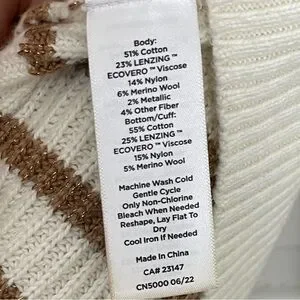 Body:
51% Cotton
23% LENZING™
ECOVERO™ Viscose
14% Nylon
6% Merino Wool
2% Metallic
4% Other Fiber
Bottom/Cuff:
55% Cotton
25% LENZING™
ECOVERO™ Viscose
15% Nylon
5% Merino Wool
Machine Wash Cold
Gentle Cycle
Only Non-Chlorine
Bleach When Needed
Reshape, Lay Flat To
Dry
Cool Iron If Needed
Made In China
CA# 23147
CN5000 06/22